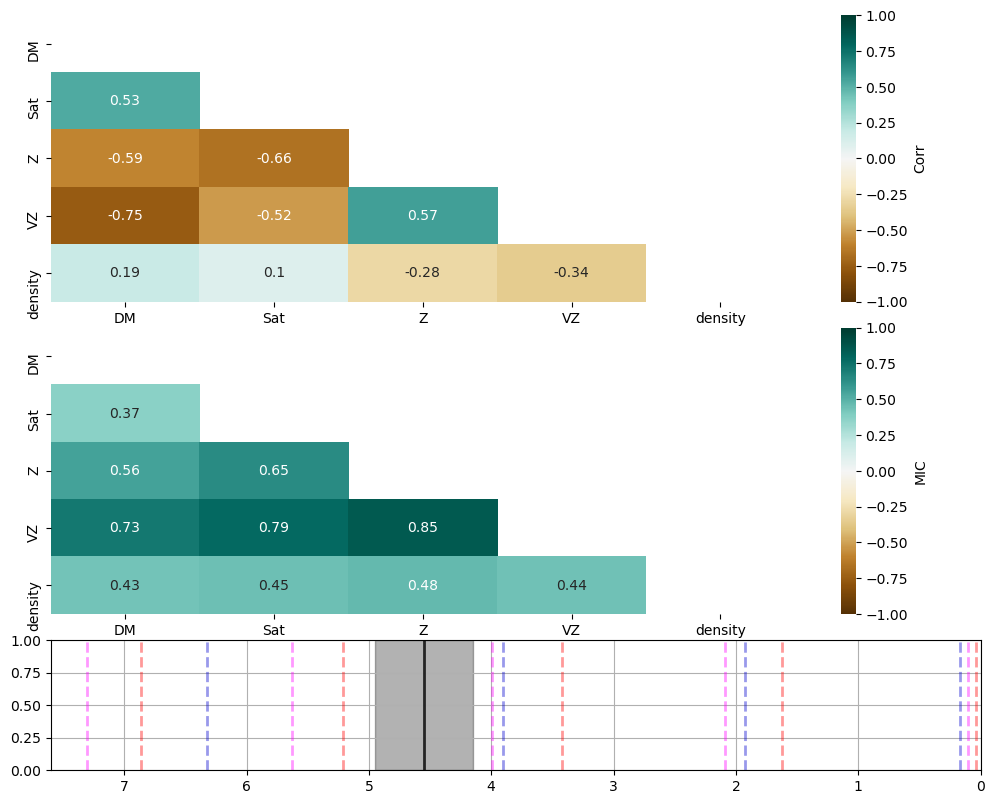 DM
Sat
Z
VZ
density
0.53
-0.59 -0.66
-0.75 -0.52 0.57
0.19 0.1 -0.28 -0.34
DM Sat Z VZ density
1.00
0.75
0.50
0.25
0.00
−0.25
−0.50
−0.75
−1.00
Corr
DM
Sat
Z
VZ
density
0.37
0.56 0.65
0.73 0.79 0.85
0.43 0.45 0.48 0.44
DM Sat Z VZ density
1.00
0.75
0.50
0.25
0.00
−0.25
−0.50
−0.75
−1.00
MIC
1.00
0.75
0.50
0.25
0.00
7 6 5 4 3 2 1 0